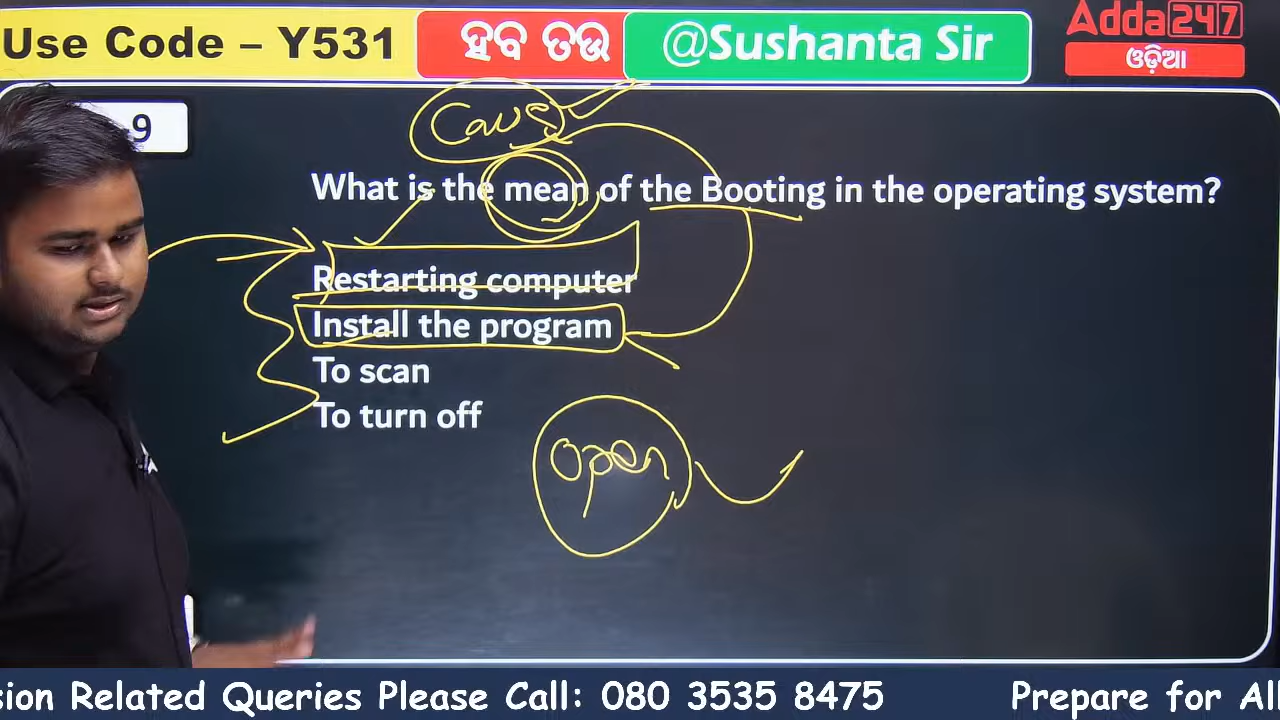 Use Code – Y531
ହବ ତଉ
@Sushanta Sir
Adda247
ଓଡ଼ିଆ
-9
What is the mean of the Booting in the operating system?
Restarting computer
Install the program
To scan
To turn off
open
sion Related Queries Please Call: 080 3535 8475
Prepare for All